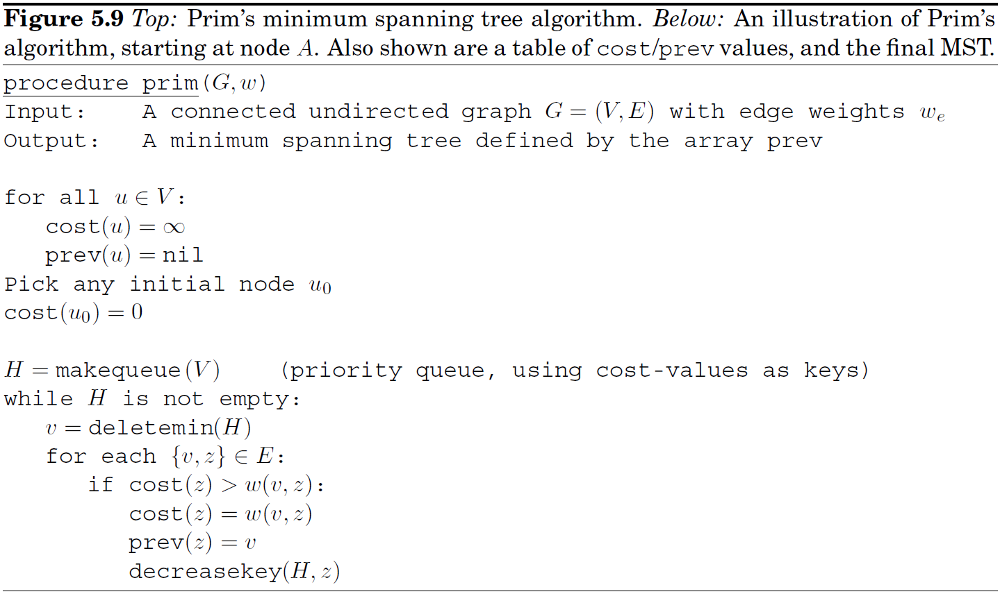 Figure 5.9 Top: Prim's minimum spanning tree algorithm. Below: An illustration of Prim's
algorithm, starting at node A. Also shown are a table of cost/prev values, and the final MST.
procedure prim(G, w)
Input: A connected undirected graph G = (V, E) with edge weights wₑ
Output: A minimum spanning tree defined by the array prev
for all u ∈ V:
cost(u) = ∞
prev(u) = nil
Pick any initial node u₀
cost(u₀) = 0
H = makequeue(V) (priority queue, using cost-values as keys)
while H is not empty:
v = deletemin(H)
for each {v, z} ∈ E:
if cost(z) > w(v, z):
cost(z) = w(v, z)
prev(z) = v
decreasekey(H, z)